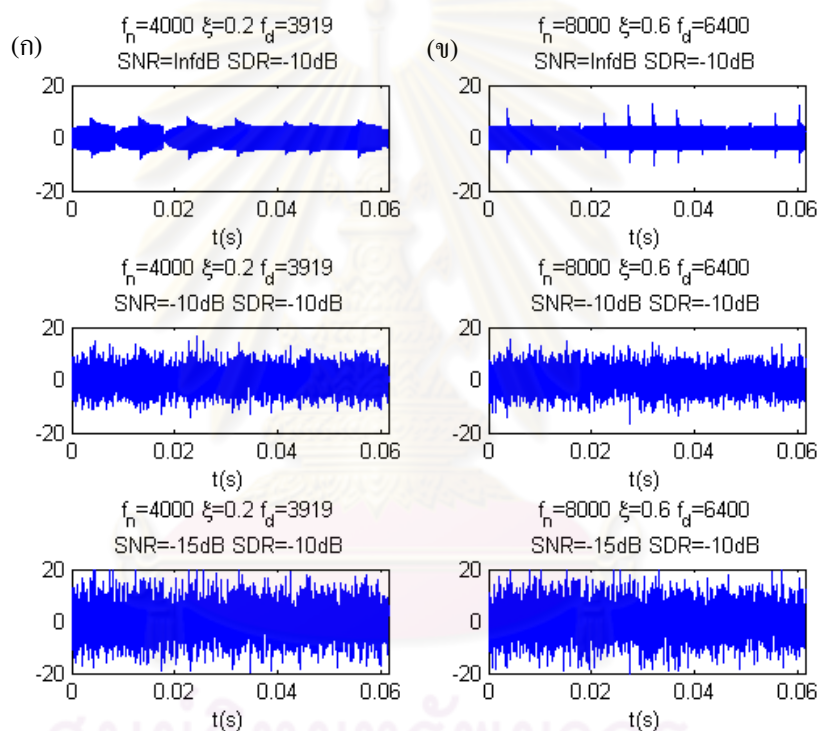 (ก)
f_n=4000 ξ=0.2 f_d=3919
SNR=InfdB SDR=-10dB
20
0
-20
0 0.02 0.04 0.06
t(s)
(ข)
f_n=8000 ξ=0.6 f_d=6400
SNR=InfdB SDR=-10dB
20
0
-20
0 0.02 0.04 0.06
t(s)
f_n=4000 ξ=0.2 f_d=3919
SNR=-10dB SDR=-10dB
20
0
-20
0 0.02 0.04 0.06
t(s)
f_n=8000 ξ=0.6 f_d=6400
SNR=-10dB SDR=-10dB
20
0
-20
0 0.02 0.04 0.06
t(s)
f_n=4000 ξ=0.2 f_d=3919
SNR=-15dB SDR=-10dB
20
0
-20
0 0.02 0.04 0.06
t(s)
f_n=8000 ξ=0.6 f_d=6400
SNR=-15dB SDR=-10dB
20
0
-20
0 0.02 0.04 0.06
t(s)